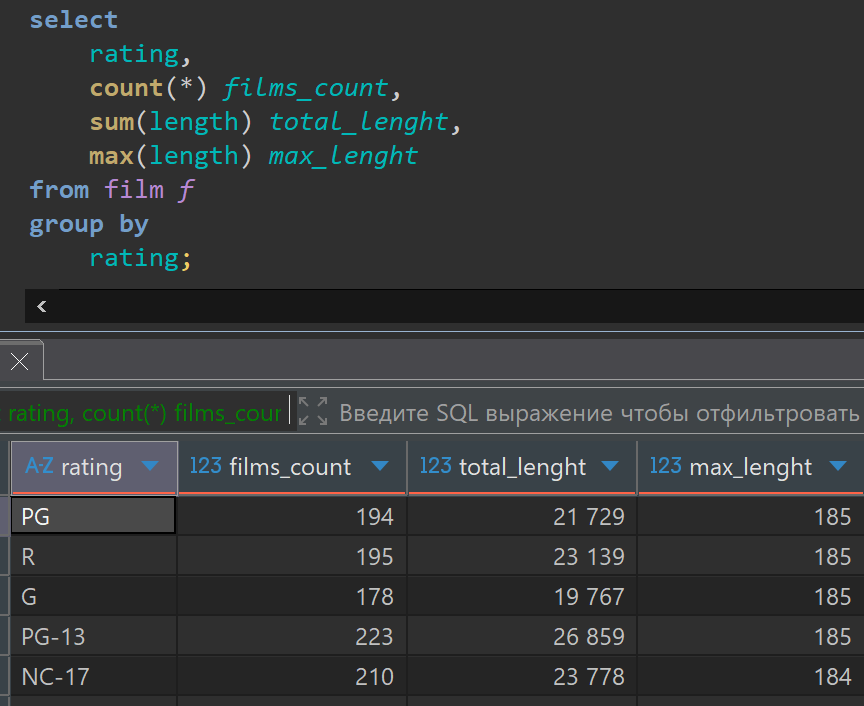 select
rating,
count(*) films_count,
sum(length) total_lenght,
max(length) max_lenght
from film f
group by
rating;
rating, count(*) films_cour Введите SQL выражение чтобы отфильтровать
A-Z rating 123 films_count 123 total_lenght 123 max_lenght
PG 194 21 729 185
R 195 23 139 185
G 178 19 767 185
PG-13 223 26 859 185
NC-17 210 23 778 184